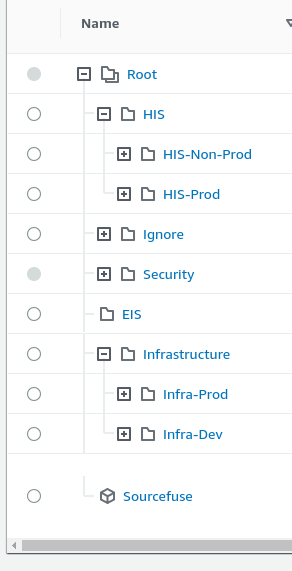 Name
Root
HIS
HIS-Non-Prod
HIS-Prod
Ignore
Security
EIS
Infrastructure
Infra-Prod
Infra-Dev
Sourcefuse